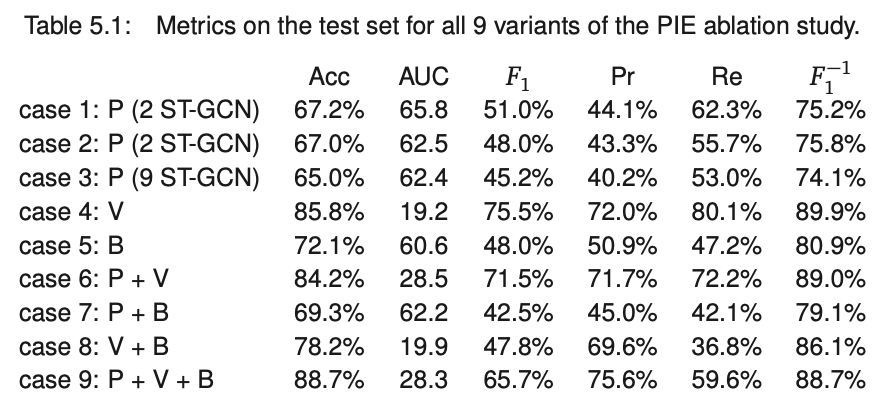 Table 5.1: Metrics on the test set for all 9 variants of the PIE ablation study.
Acc AUC F₁ Pr Re F₁⁻¹
case 1: P (2 ST-GCN) 67.2% 65.8 51.0% 44.1% 62.3% 75.2%
case 2: P (2 ST-GCN) 67.0% 62.5 48.0% 43.3% 55.7% 75.8%
case 3: P (9 ST-GCN) 65.0% 62.4 45.2% 40.2% 53.0% 74.1%
case 4: V 85.8% 19.2 75.5% 72.0% 80.1% 89.9%
case 5: B 72.1% 60.6 48.0% 50.9% 47.2% 80.9%
case 6: P + V 84.2% 28.5 71.5% 71.7% 72.2% 89.0%
case 7: P + B 69.3% 62.2 42.5% 45.0% 42.1% 79.1%
case 8: V + B 78.2% 19.9 47.8% 69.6% 36.8% 86.1%
case 9: P + V + B 88.7% 28.3 65.7% 75.6% 59.6% 88.7%